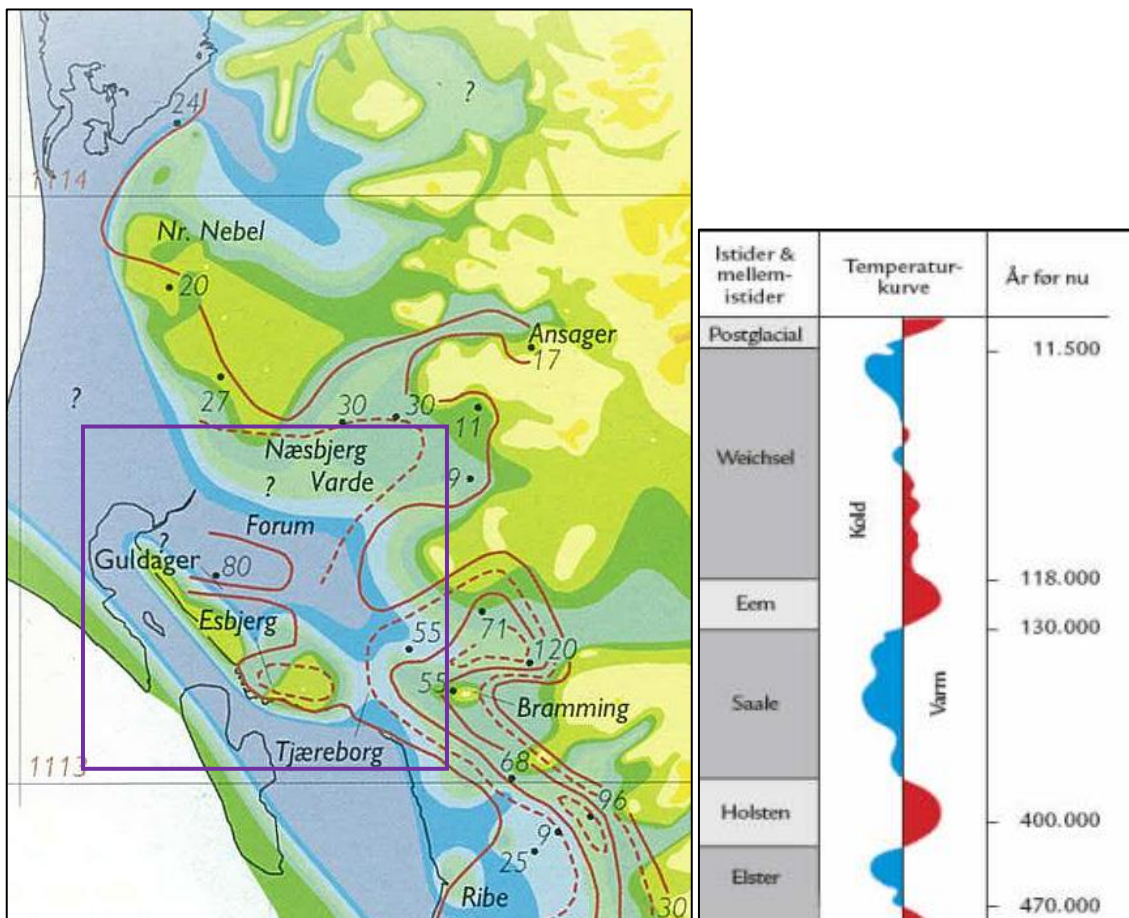 24
?
1114
Nr. Nebel
20
Ansager
17
27
30
30
11
?
Næsbjerg
? Varde
9
Forum
?
Guldager
80
Esbjerg
55
71
120
55
Bramming
Tjæreborg
1113
68
96
9
25
Ribe
30
Istider &
mellem-
istider
Temperatur-
kurve
År før nu
Postglacial
11.500
Weichsel
Kold
118.000
Eem
130.000
Varm
Saale
Holsten
400.000
Elster
470.000